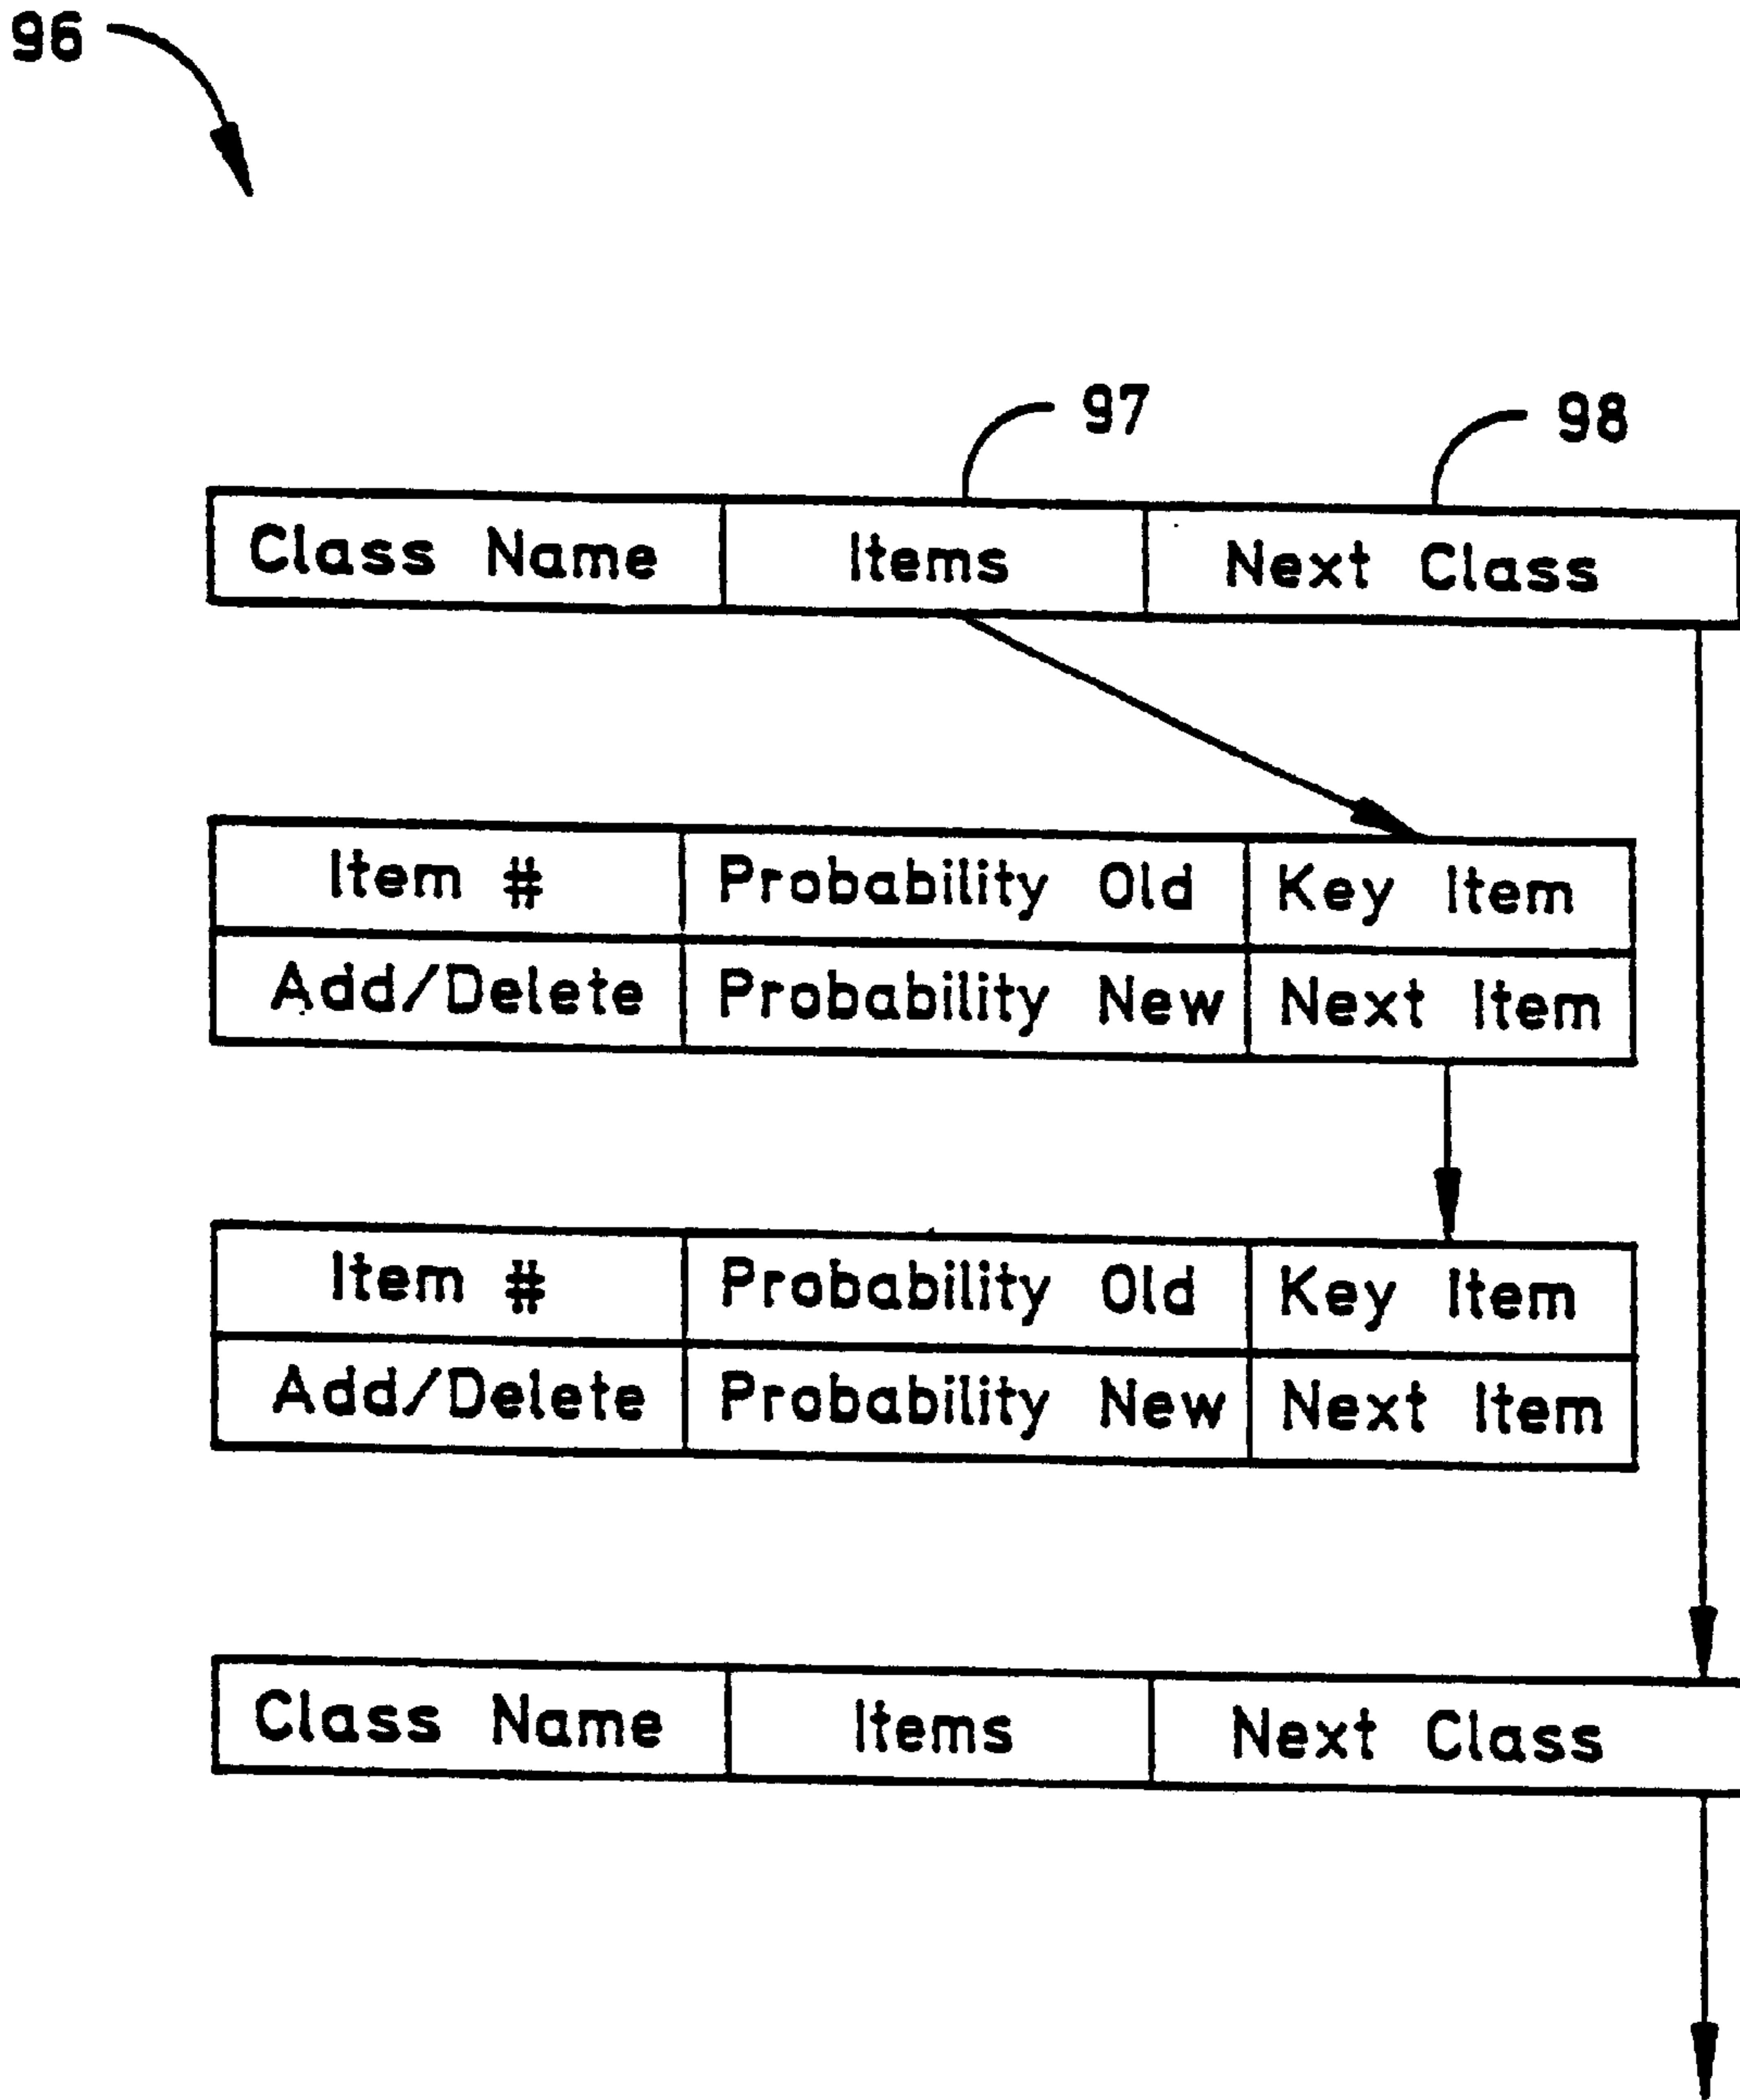 96
97 98
Class Name Items Next Class
Item # Probability Old Key Item
Add/Delete Probability New Next Item
Item # Probability Old Key Item
Add/Delete Probability New Next Item
Class Name Items Next Class